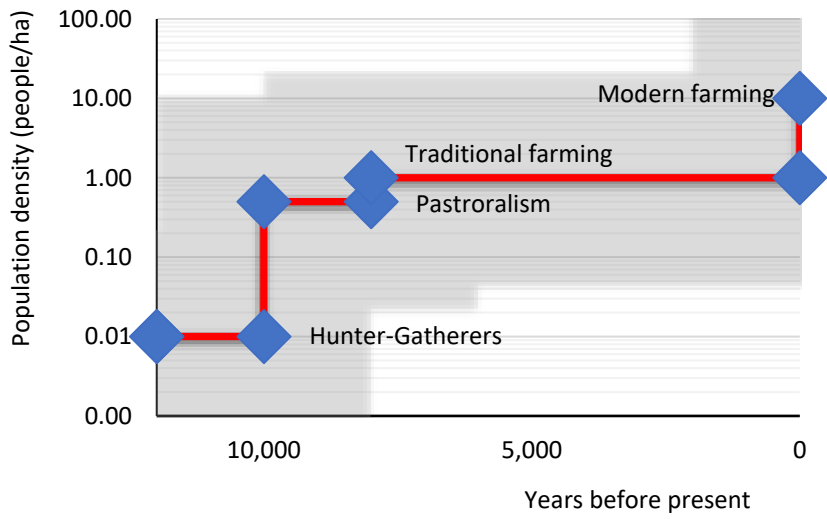 Population density (people/ha)
100.00
10.00
1.00
0.10
0.01
0.00
Modern farming
Traditional farming
Pastroralism
Hunter-Gatherers
10,000
5,000
0
Years before present